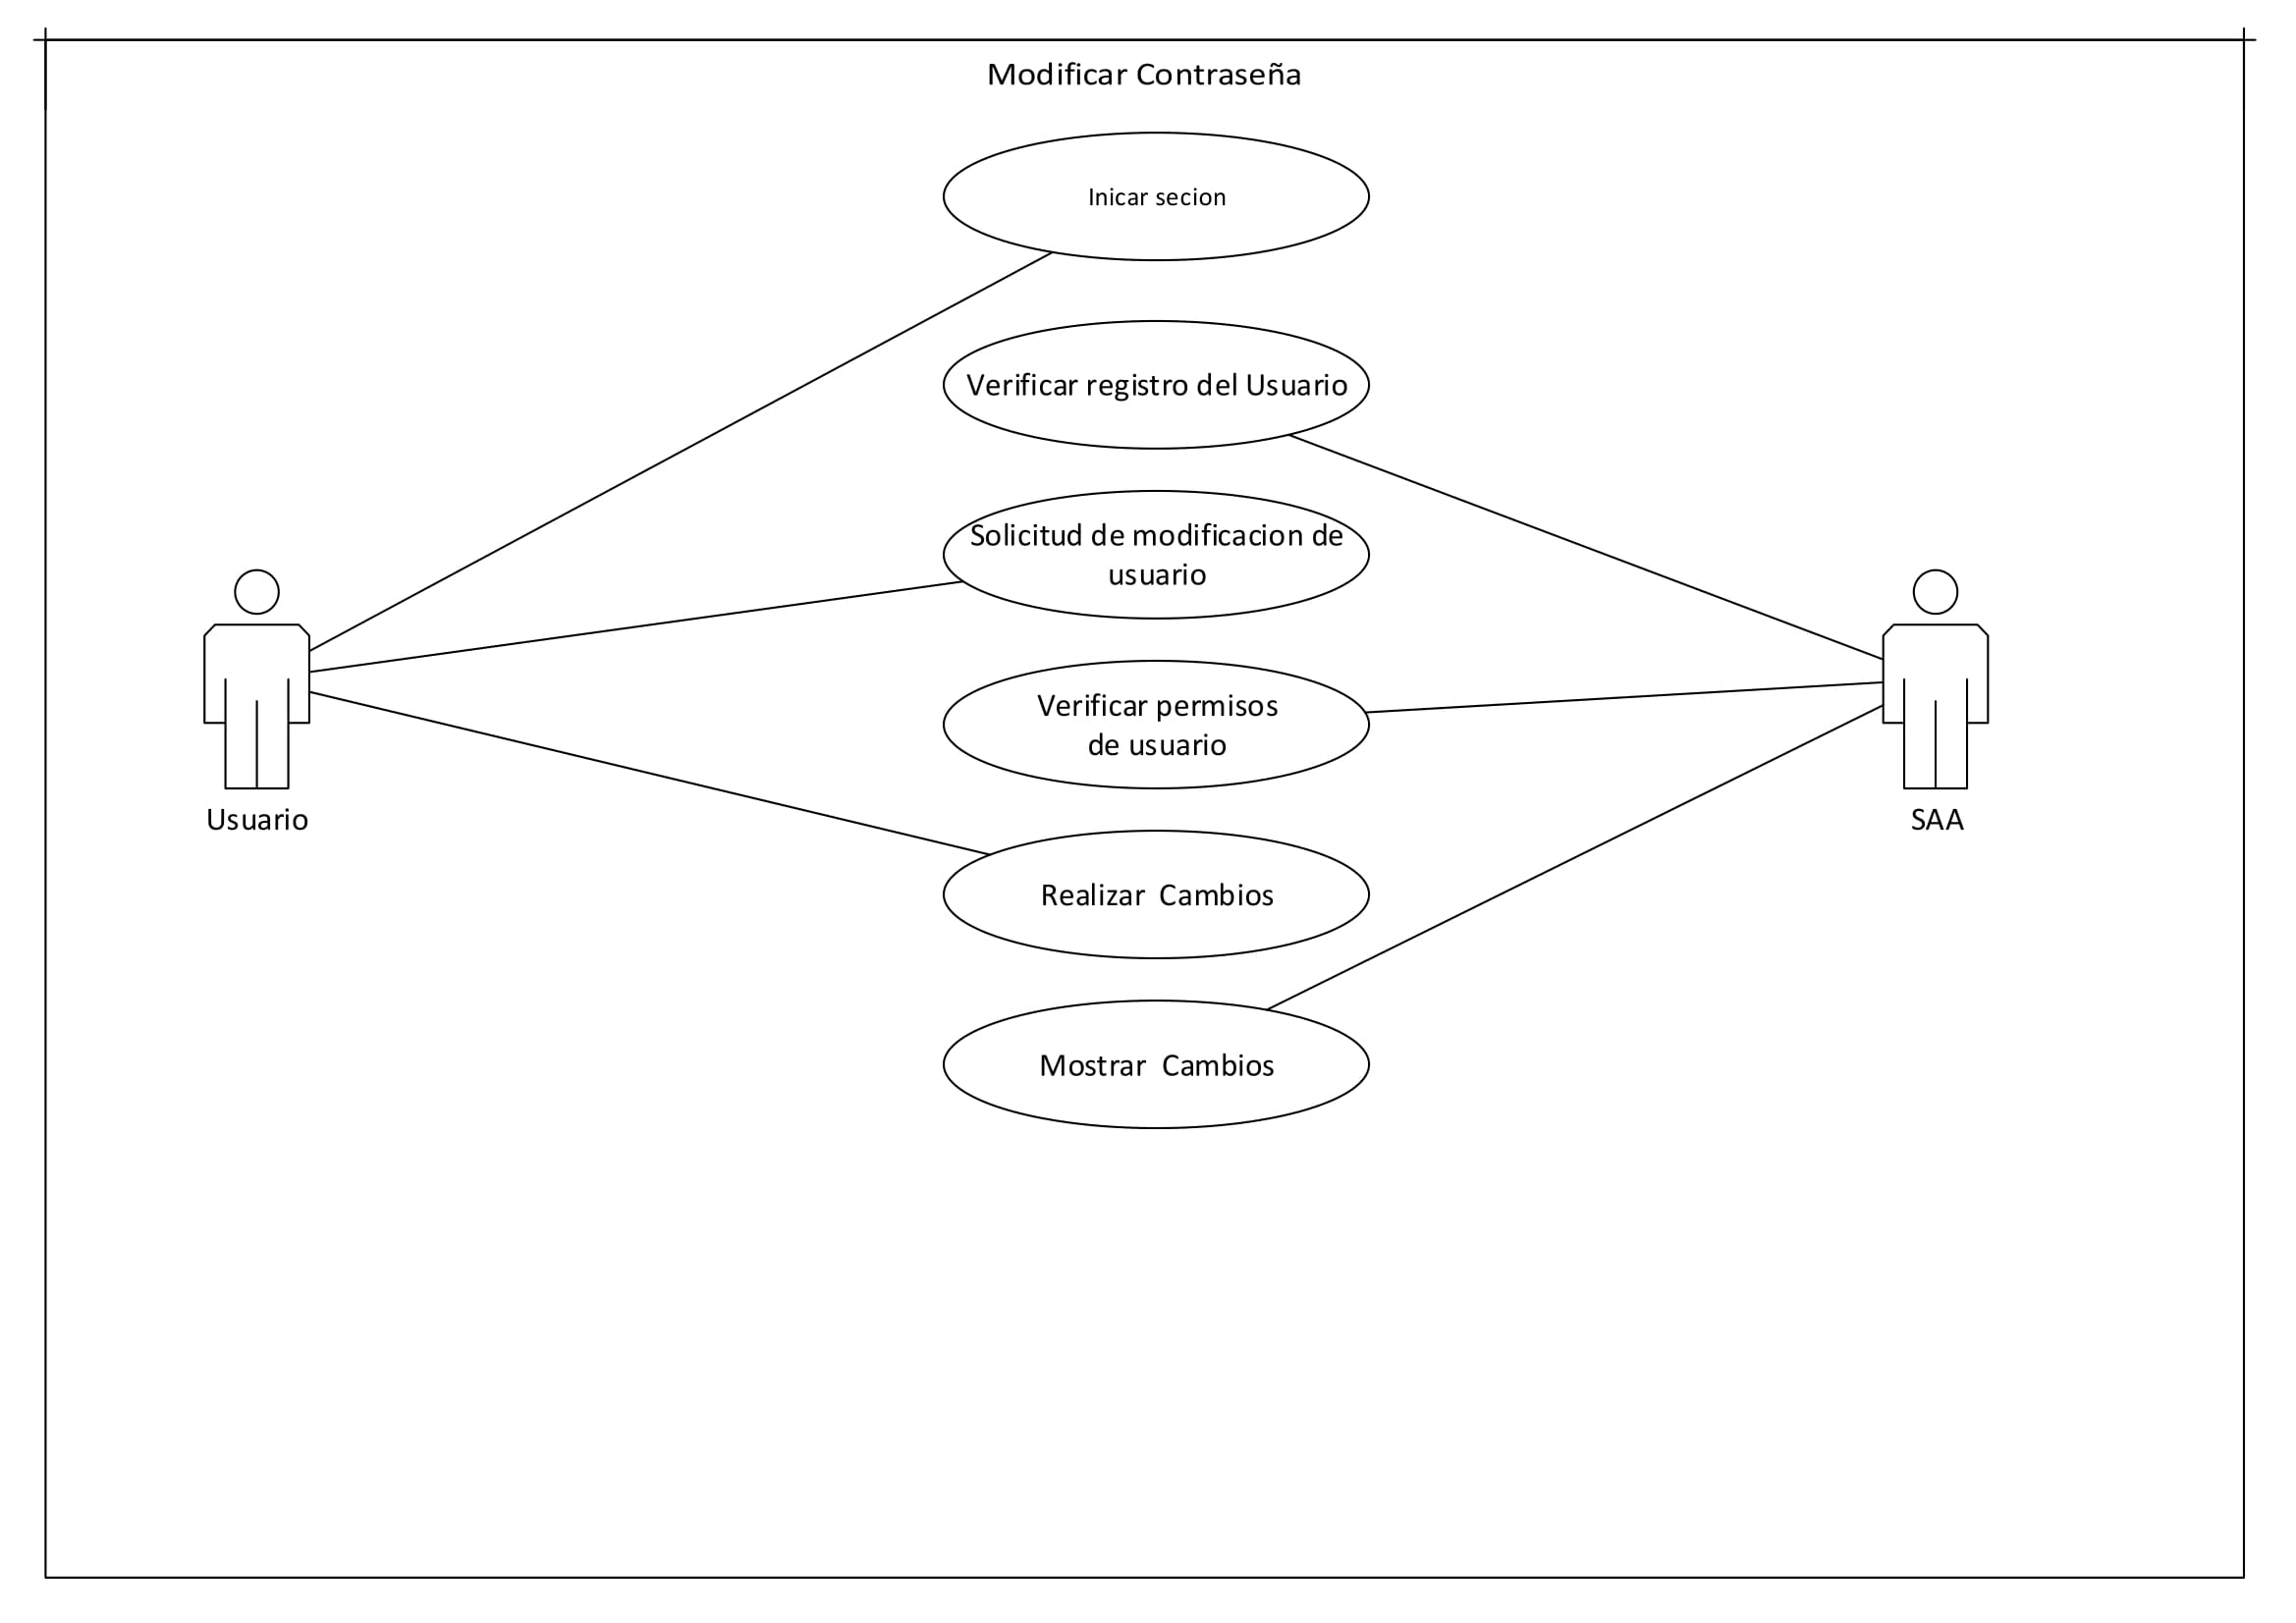 Modificar Contraseña
Inicar secion
Verificar registro del Usuario
Solicitud de modificacion de
usuario
Verificar permisos
de usuario
Usuario
SAA
Realizar  Cambios
Mostrar  Cambios